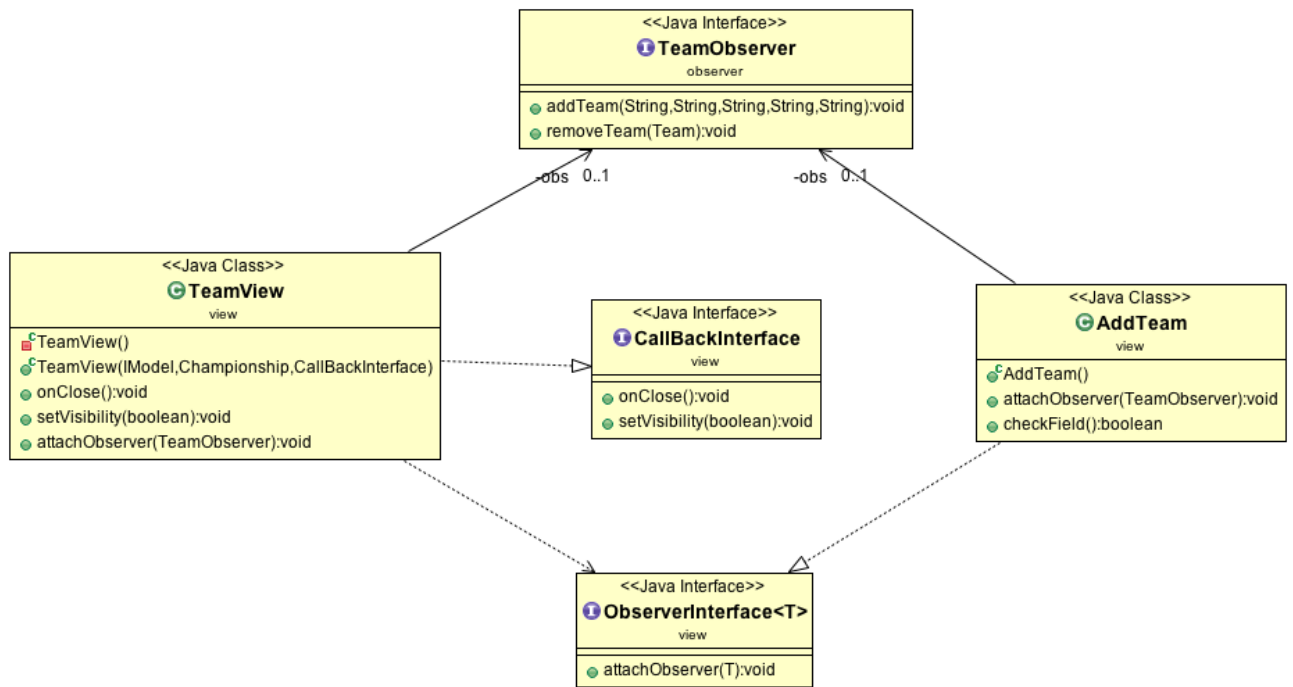 <<Java Interface>>
TeamObserver
observer
addTeam(String,String,String,String,String):void
removeTeam(Team):void
-obs 0..1
-obs 0..1
<<Java Class>>
TeamView
view
TeamView()
TeamView(IModel,Championship,CallBackInterface)
onClose():void
setVisibility(boolean):void
attachObserver(TeamObserver):void
<<Java Interface>>
CallBackInterface
view
onClose():void
setVisibility(boolean):void
<<Java Class>>
AddTeam
view
AddTeam()
attachObserver(TeamObserver):void
checkField():boolean
<<Java Interface>>
ObserverInterface<T>
view
attachObserver(T):void